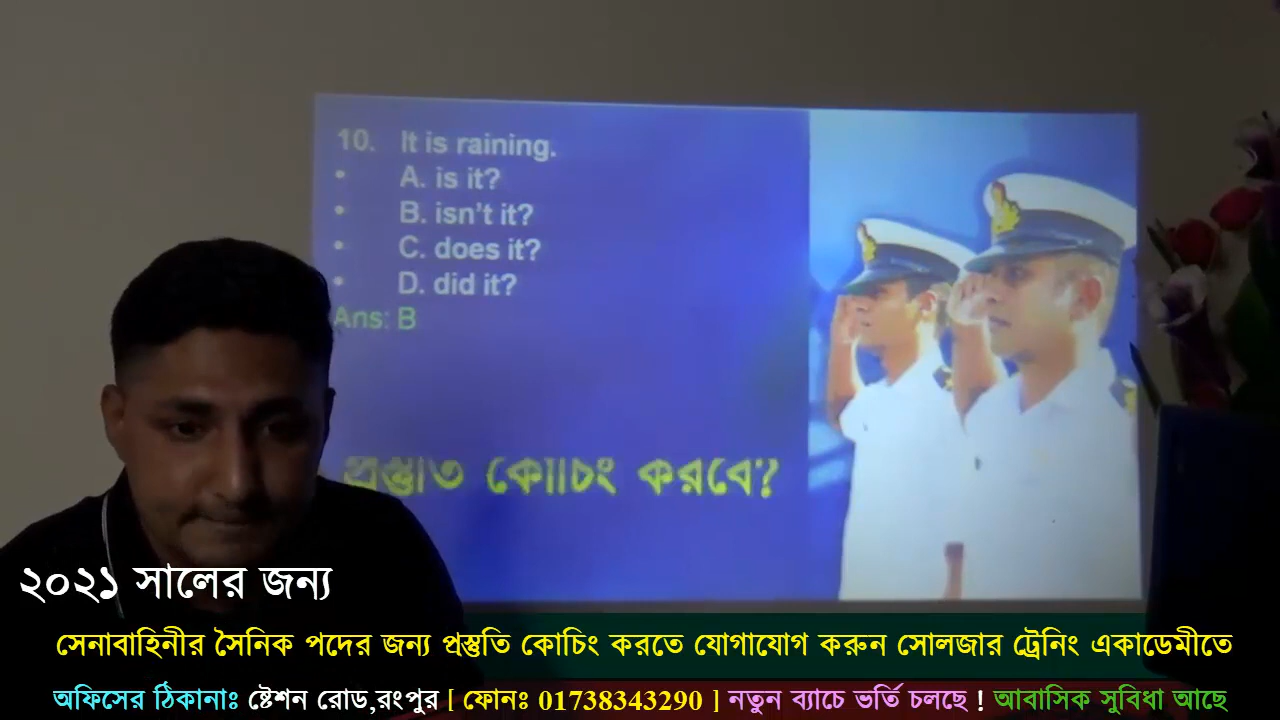 10. It is raining.
• A. is it?
• B. isn't it?
• C. does it?
• D. did it?
Ans: B
প্রস্তুতি কোচিং করবে?
২০২১ সালের জন্য
সেনাবাহিনীর সৈনিক পদের জন্য প্রস্তুতি কোচিং করতে যোগাযোগ করুন সোলজার ট্রেনিং একাডেমীতে
অফিসের ঠিকানাঃ ষ্টেশন রোড,রংপুর [ ফোনঃ 01738343290 ] নতুন ব্যাচে ভর্তি চলছে ! আবাসিক সুবিধা আছে